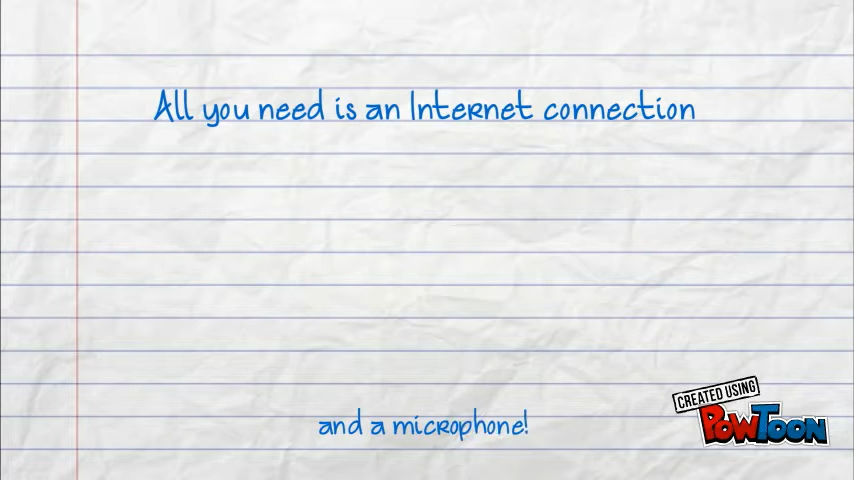 All you need is an Internet connection
and a microphone!
CREATED USING
POWTOON